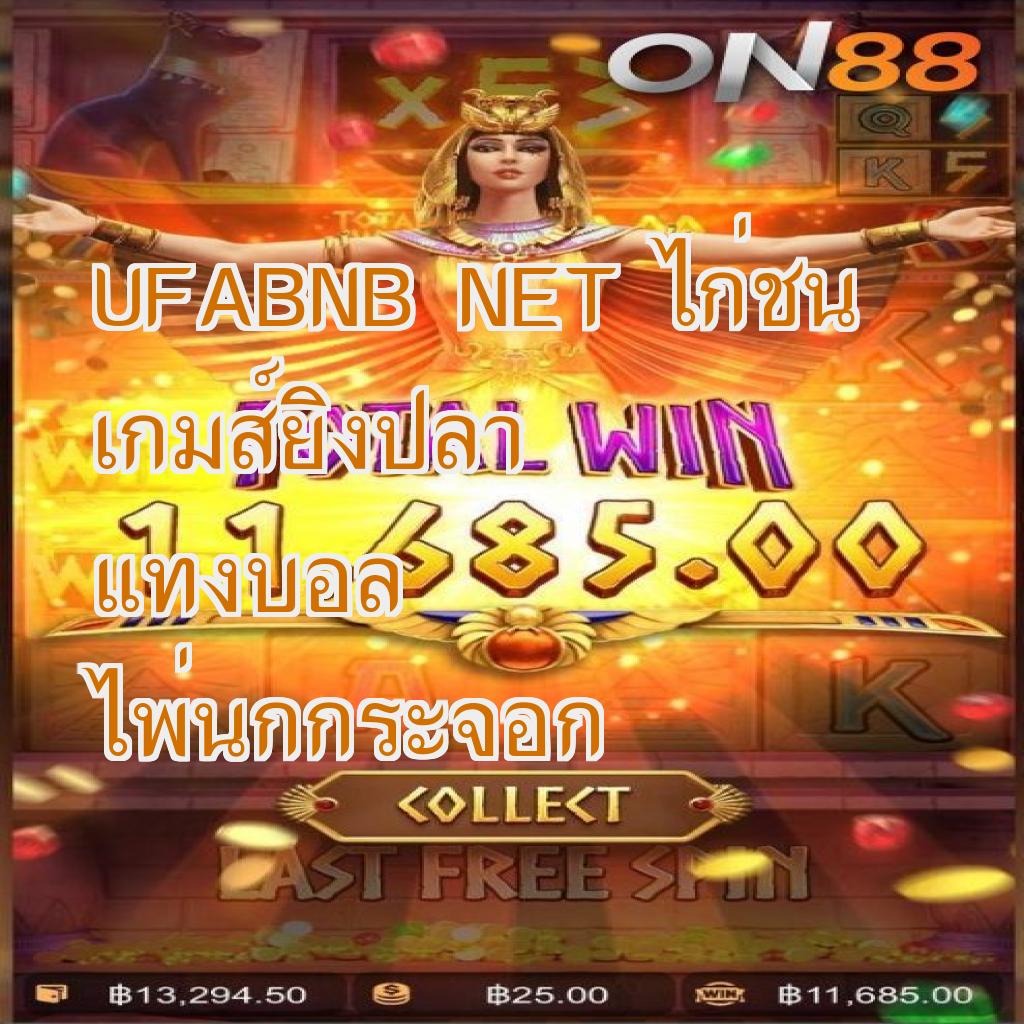 ON88
x53
Q
K 5
UFABNB NET ไก่ชน
เกมส์ยิงปลา
TOTAL WIN
11,685.00
แทงบอล
ไพ่นกกระจอก
K
COLLECT
LAST FREE SPIN
฿13,294.50 ฿25.00 WIN ฿11,685.00